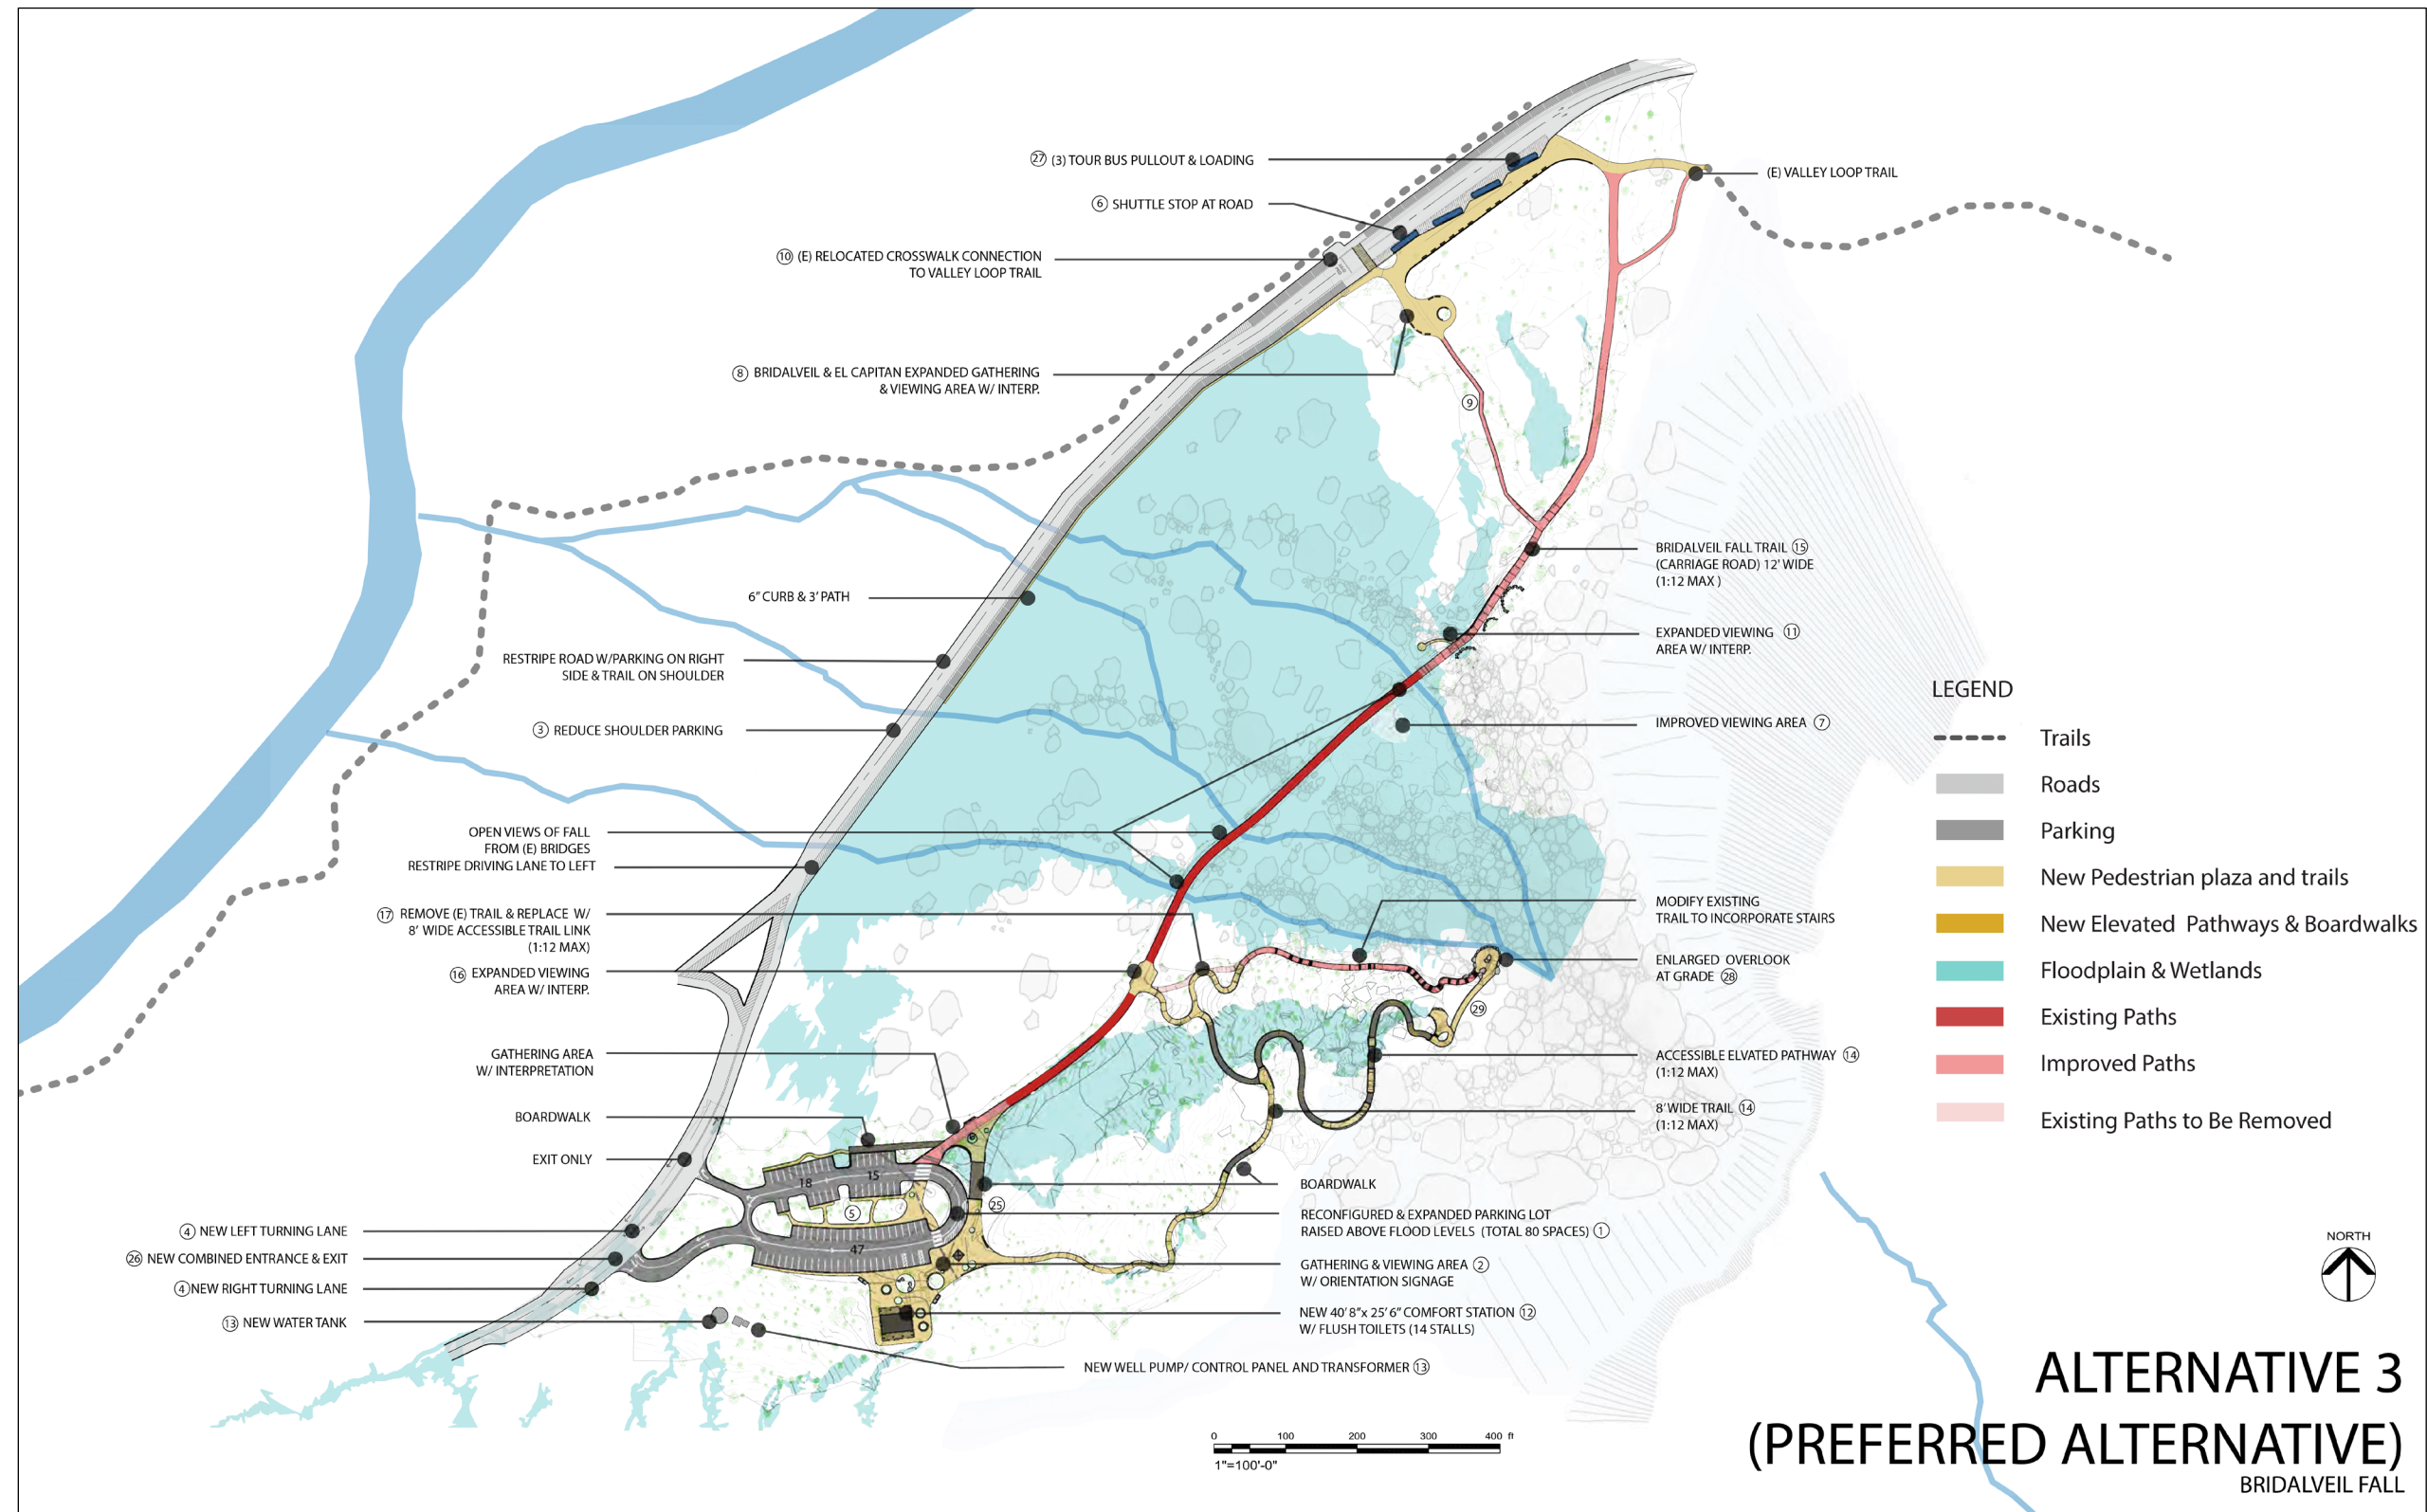 ㉗ (3) TOUR BUS PULLOUT & LOADING
(E) VALLEY LOOP TRAIL
⑥ SHUTTLE STOP AT ROAD
⑩ (E) RELOCATED CROSSWALK CONNECTION
TO VALLEY LOOP TRAIL
⑧ BRIDALVEIL & EL CAPITAN EXPANDED GATHERING
& VIEWING AREA W/ INTERP.
⑨
BRIDALVEIL FALL TRAIL ⑮
(CARRIAGE ROAD) 12' WIDE
(1:12 MAX )
6" CURB & 3' PATH
EXPANDED VIEWING ⑪
AREA W/ INTERP.
RESTRIPE ROAD W/PARKING ON RIGHT
SIDE & TRAIL ON SHOULDER
IMPROVED VIEWING AREA ⑦
③ REDUCE SHOULDER PARKING
OPEN VIEWS OF FALL
FROM (E) BRIDGES
RESTRIPE DRIVING LANE TO LEFT
⑰ REMOVE (E) TRAIL & REPLACE W/
8' WIDE ACCESSIBLE TRAIL LINK
(1:12 MAX)
MODIFY EXISTING
TRAIL TO INCORPORATE STAIRS
⑯ EXPANDED VIEWING
AREA W/ INTERP.
ENLARGED OVERLOOK
AT GRADE ㉘
㉙
GATHERING AREA
W/ INTERPRETATION
ACCESSIBLE ELVATED PATHWAY ⑭
(1:12 MAX)
BOARDWALK
8' WIDE TRAIL ⑭
(1:12 MAX)
EXIT ONLY
18
15
⑤
47
㉕
BOARDWALK
RECONFIGURED & EXPANDED PARKING LOT
RAISED ABOVE FLOOD LEVELS (TOTAL 80 SPACES) ①
④ NEW LEFT TURNING LANE
㉖ NEW COMBINED ENTRANCE & EXIT
GATHERING & VIEWING AREA ②
W/ ORIENTATION SIGNAGE
④NEW RIGHT TURNING LANE
⑬ NEW WATER TANK
NEW 40' 8"x 25' 6" COMFORT STATION ⑫
W/ FLUSH TOILETS (14 STALLS)
NEW WELL PUMP/ CONTROL PANEL AND TRANSFORMER ⑬
LEGEND
Trails
Roads
Parking
New Pedestrian plaza and trails
New Elevated Pathways & Boardwalks
Floodplain & Wetlands
Existing Paths
Improved Paths
Existing Paths to Be Removed
NORTH
0 100 200 300 400 ft
1"=100'-0"
ALTERNATIVE 3
(PREFERRED ALTERNATIVE)
BRIDALVEIL FALL